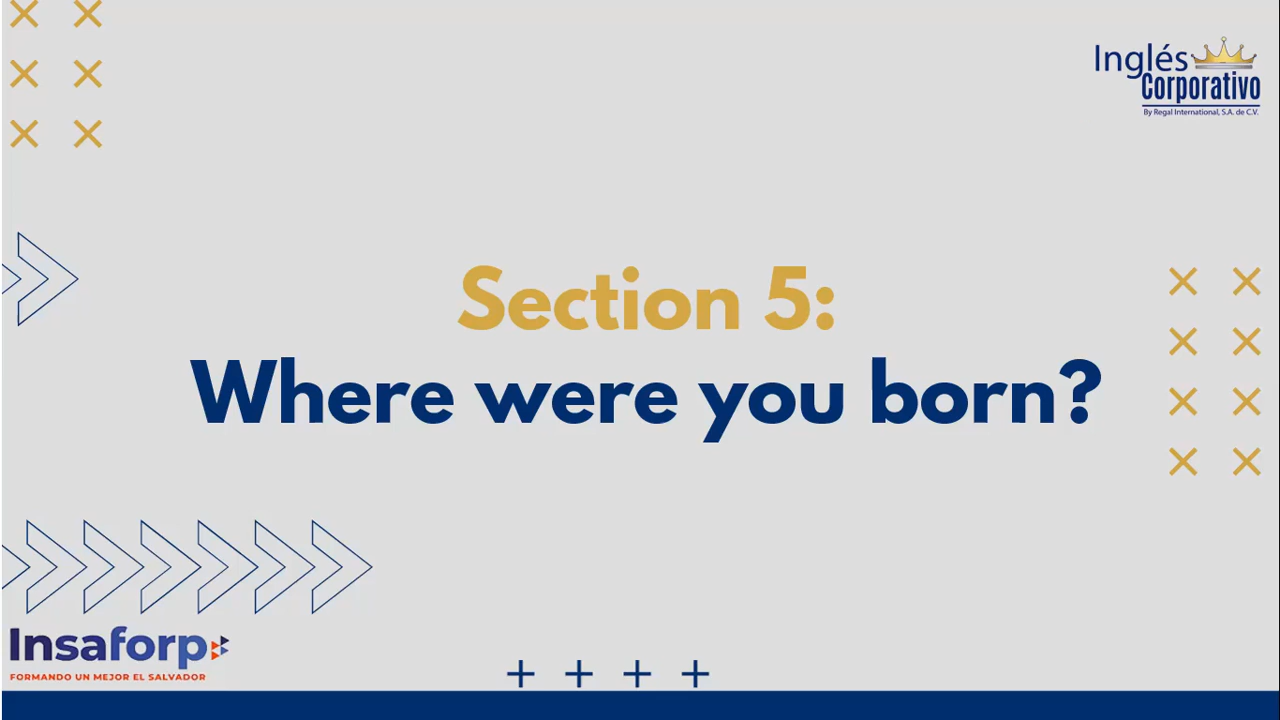 Inglés
Corporativo
By Regal International, S.A. de C.V.
Section 5:
Where were you born?
Insaforp
FORMANDO UN MEJOR EL SALVADOR